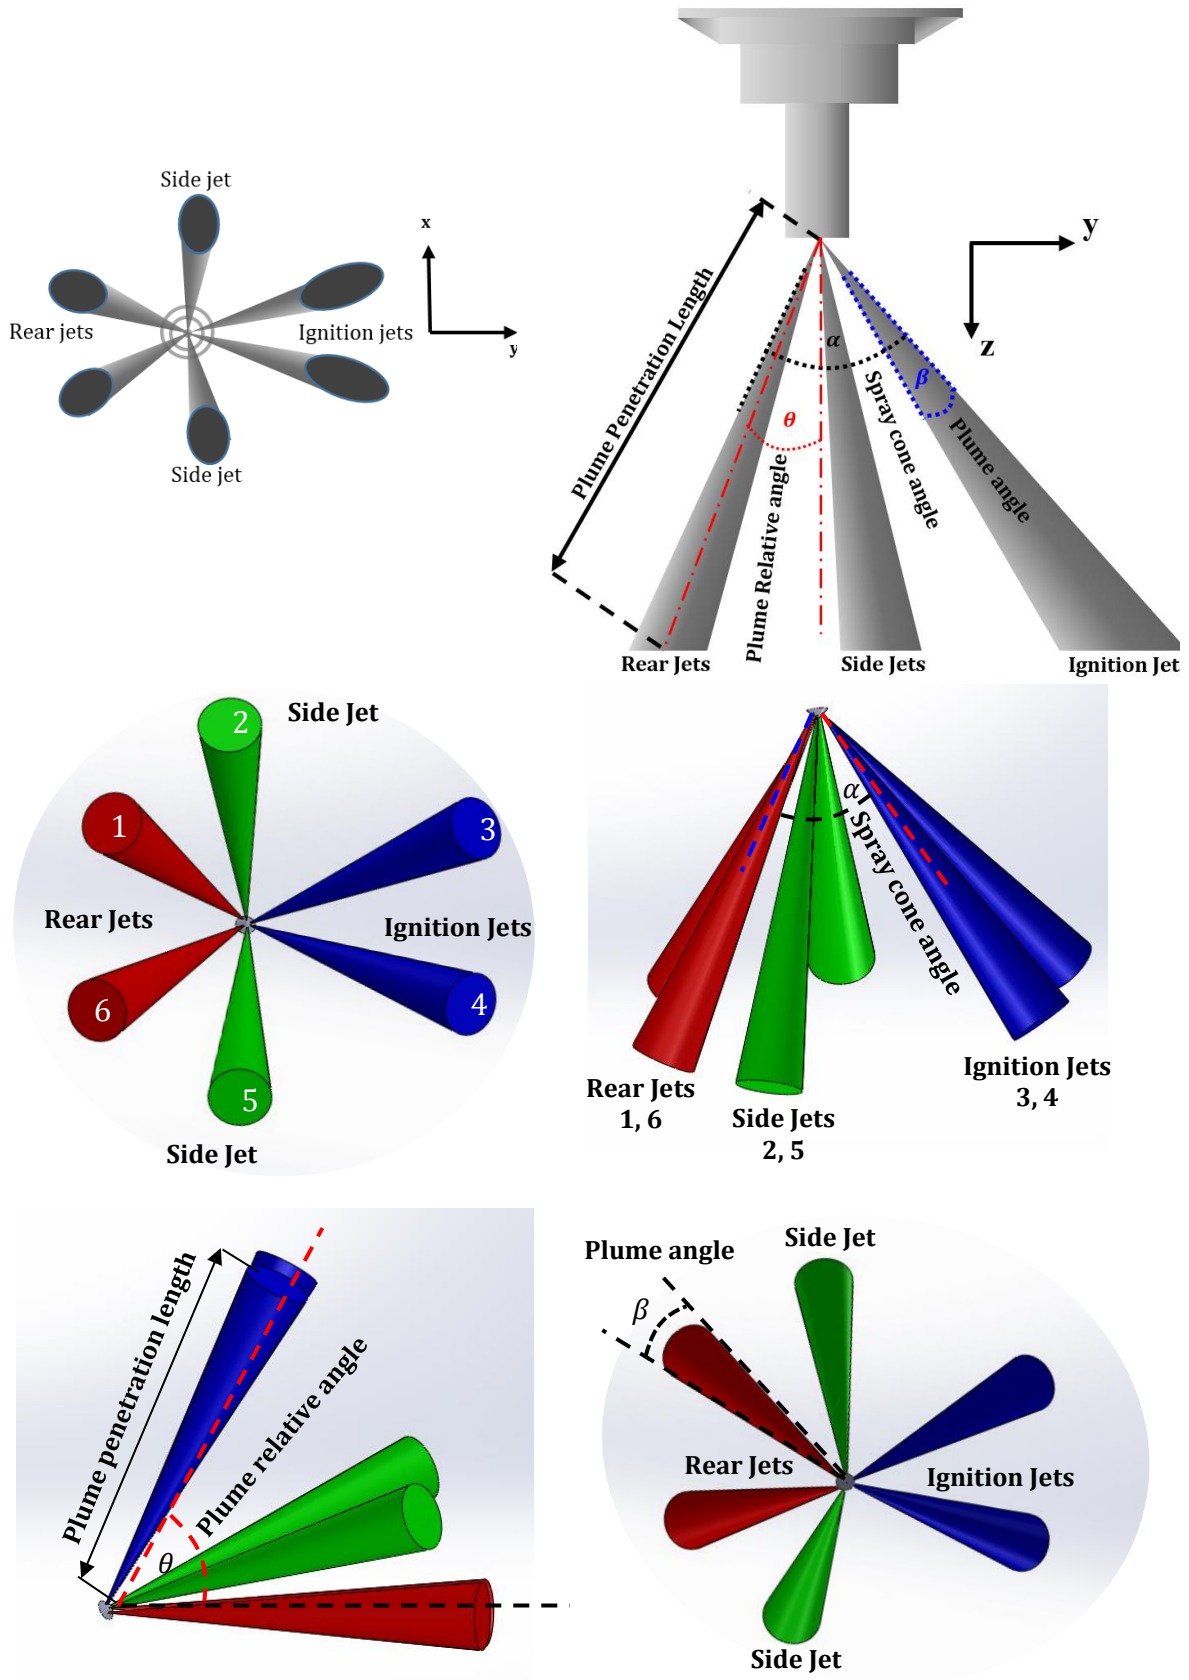 Side jet
x
Rear jets
Ignition jets
y
Side jet
y
z
Plume Penetration Length
α
β
θ
Spray cone angle
Plume angle
Plume Relative angle
Rear Jets
Side Jets
Ignition Jet
2
Side Jet
1
3
Rear Jets
Ignition Jets
6
4
5
Side Jet
α
Spray cone angle
Rear Jets
1, 6
Side Jets
2, 5
Ignition Jets
3, 4
Plume penetration length
Plume relative angle
θ
Plume angle
Side Jet
β
Rear Jets
Ignition Jets
Side Jet